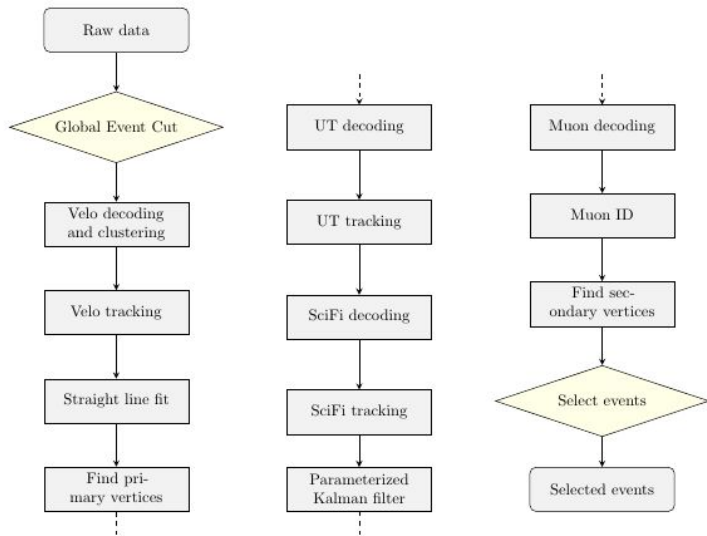 Raw data
Global Event Cut
Velo decoding
and clustering
Velo tracking
Straight line fit
Find pri-
mary vertices
UT decoding
UT tracking
SciFi decoding
SciFi tracking
Parameterized
Kalman filter
Muon decoding
Muon ID
Find sec-
ondary vertices
Select events
Selected events